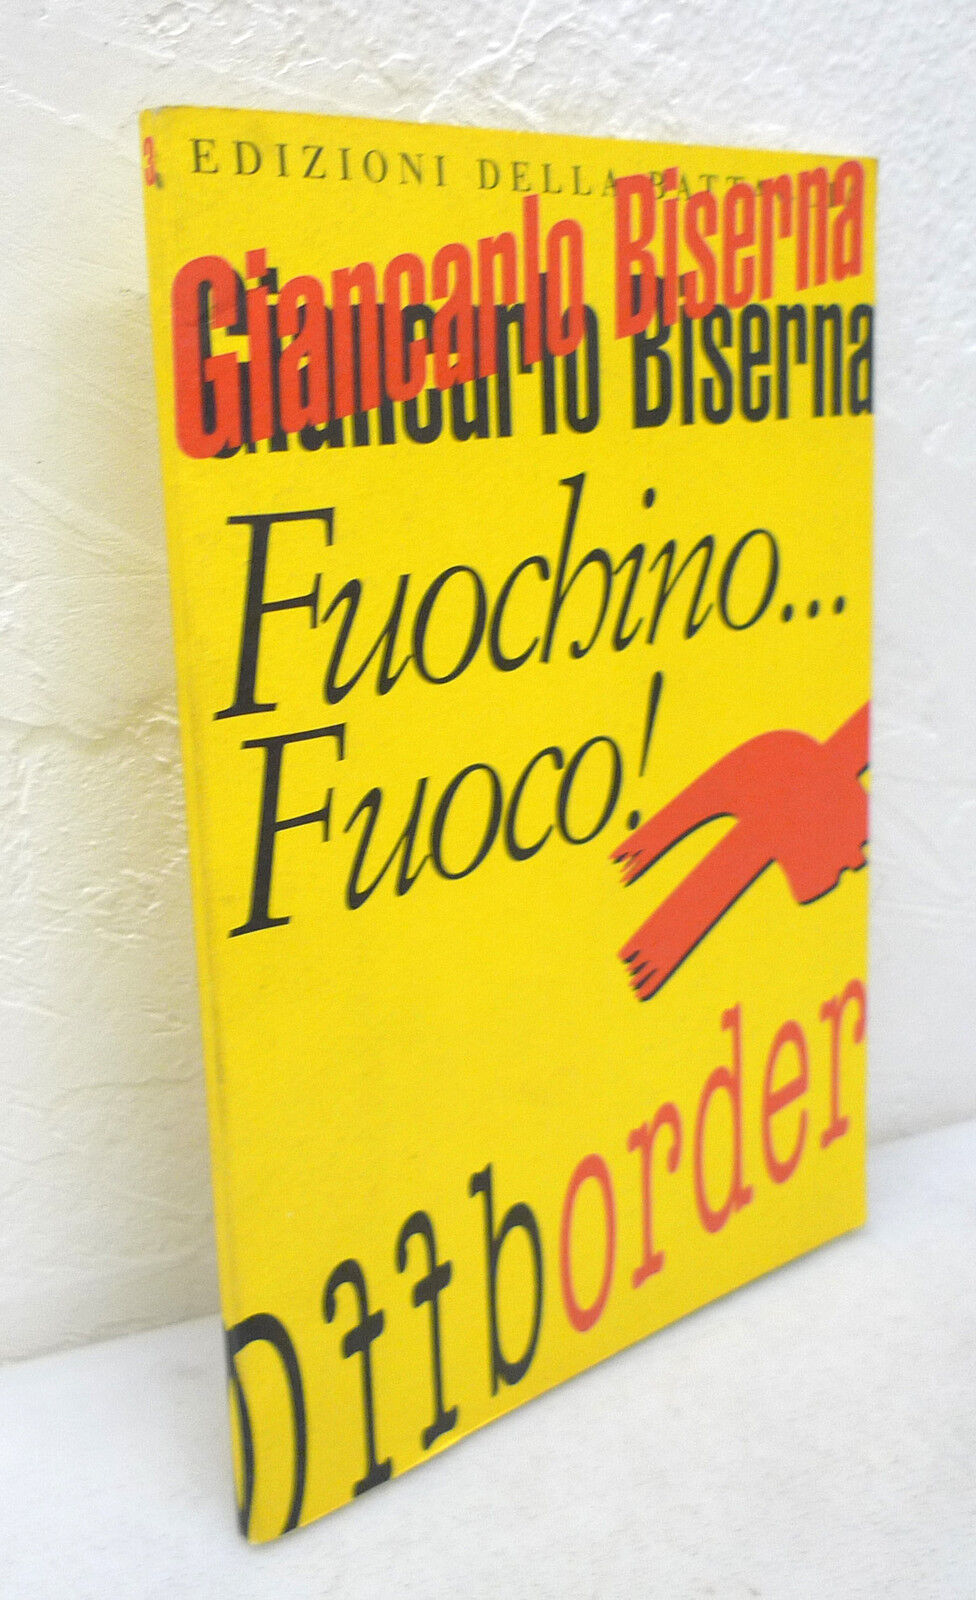 3.
EDIZIONI DELLA
Giancarlo Biserna
Giancarlo Biserna
Fuochino...
Fuoco!
Offborder